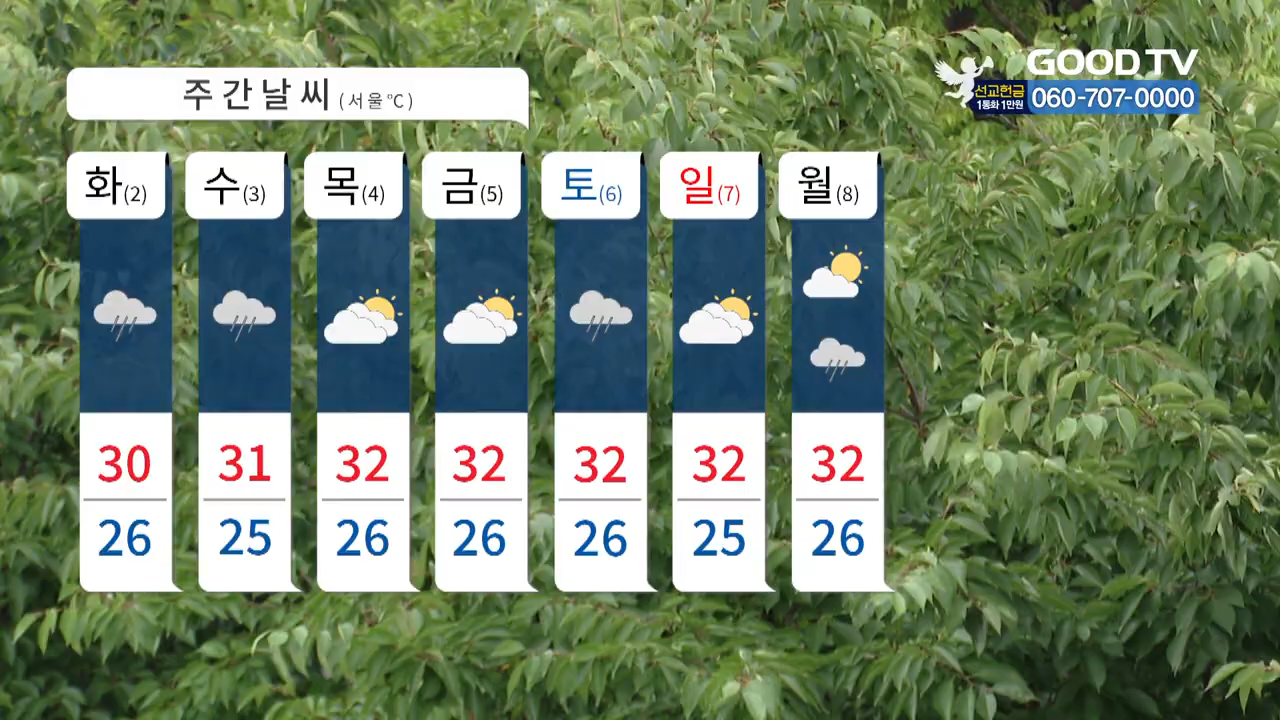 GOOD TV
선교헌금
1통화 1만원
060-707-0000
주간날씨 (서울℃)
화(2) 수(3) 목(4) 금(5) 토(6) 일(7) 월(8)
30 31 32 32 32 32 32
26 25 26 26 26 25 26